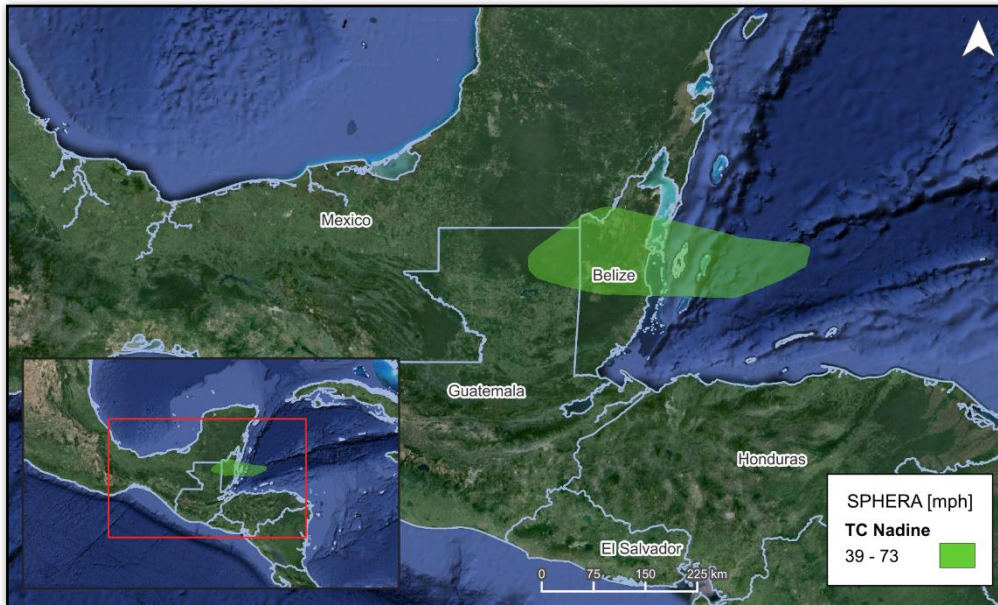 Mexico
Belize
Guatemala
Honduras
El Salvador
0 75 150 225 km
SPHERA [mph]
TC Nadine
39 - 73